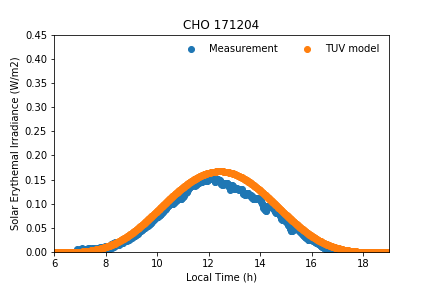 CHO 171204
Measurement
TUV model
Solar Erythemal Irradiance (W/m2)
0.45
0.40
0.35
0.30
0.25
0.20
0.15
0.10
0.05
0.00
6 8 10 12 14 16 18
Local Time (h)